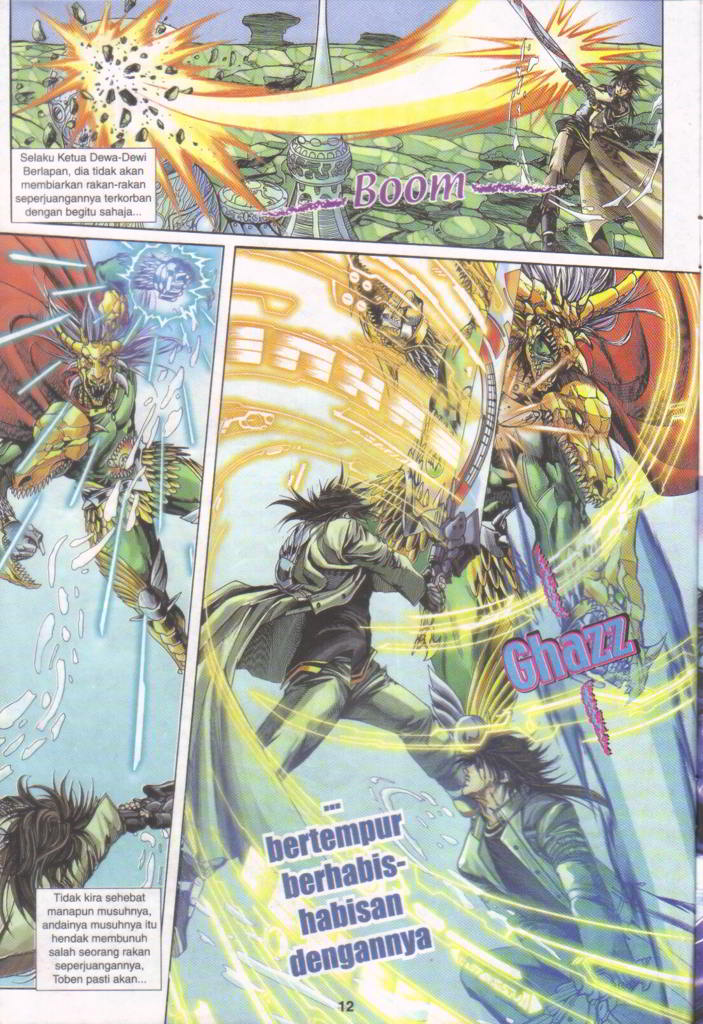 Selaku Ketua Dewa-Dewi
Berlapan, dia tidak akan
membiarkan rakan-rakan
seperjuangannya terkorban
dengan begitu sahaja...
Boom
Ghazz
Tidak kira sehebat
manapun musuhnya,
andainya musuhnya itu
hendak membunuh
salah seorang rakan
seperjuangannya,
Toben pasti akan...
...
bertempur
berhabis-
habisan
dengannya
12